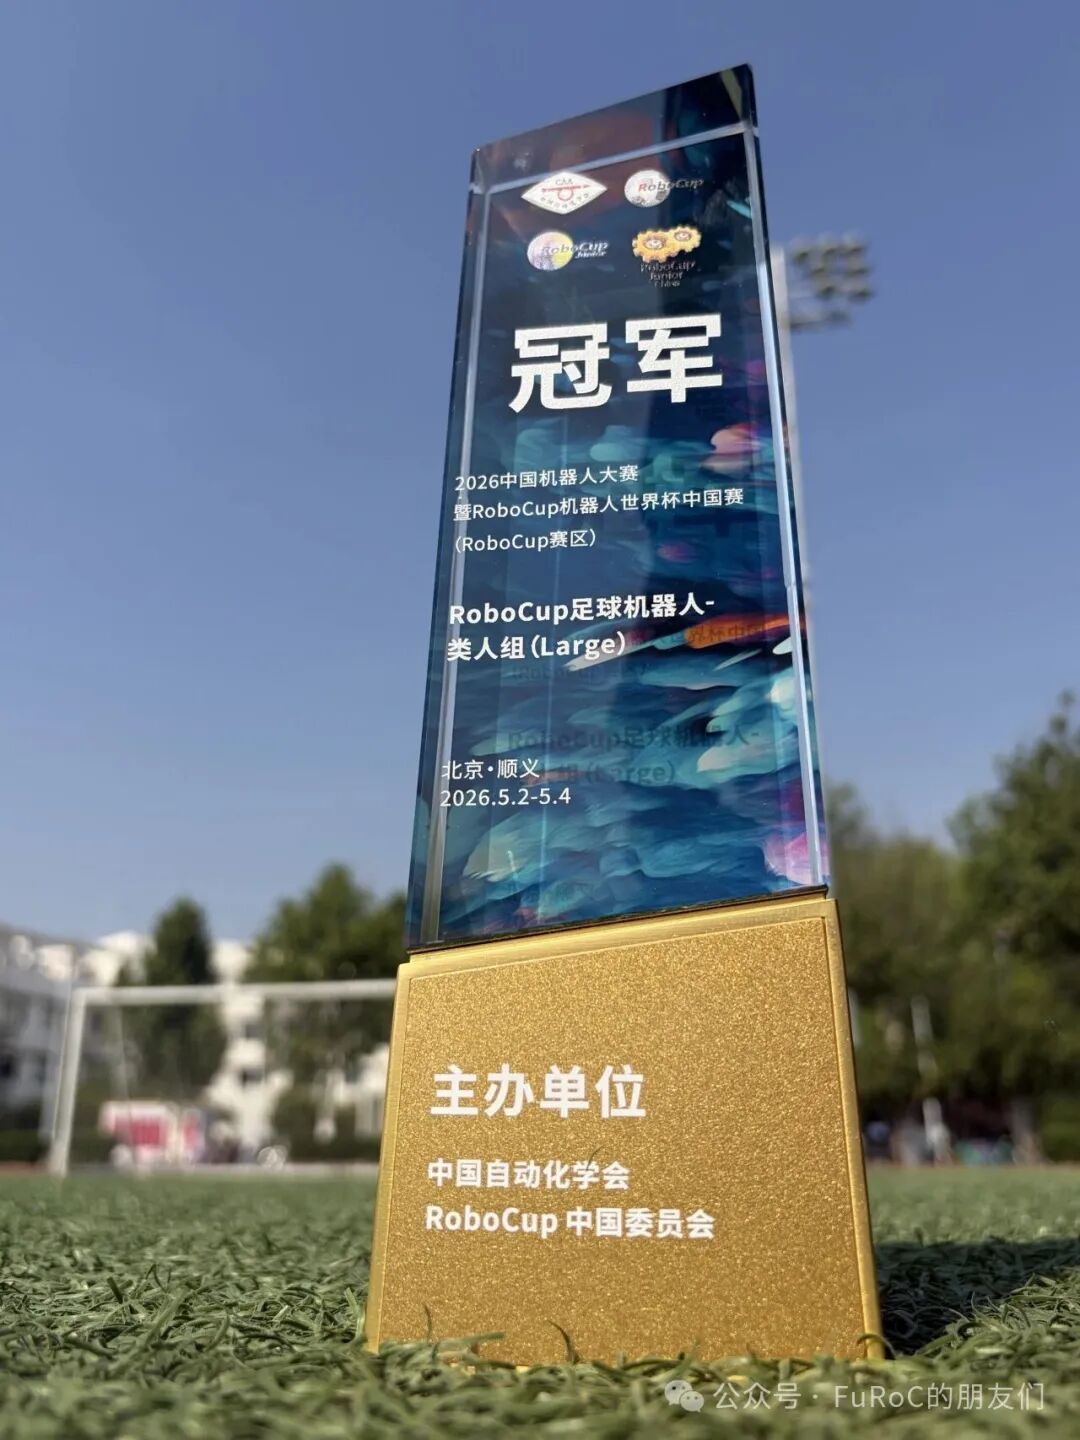 CAA
RoboCup
RoboCup
Junior
RoboCup
Junior
China
冠军
2026中国机器人大赛
暨RoboCup机器人世界杯中国赛
(RoboCup赛区)
RoboCup足球机器人-
类人组(Large)
北京·顺义
2026.5.2-5.4
主办单位
中国自动化学会
RoboCup 中国委员会
公众号·FuRoC的朋友们